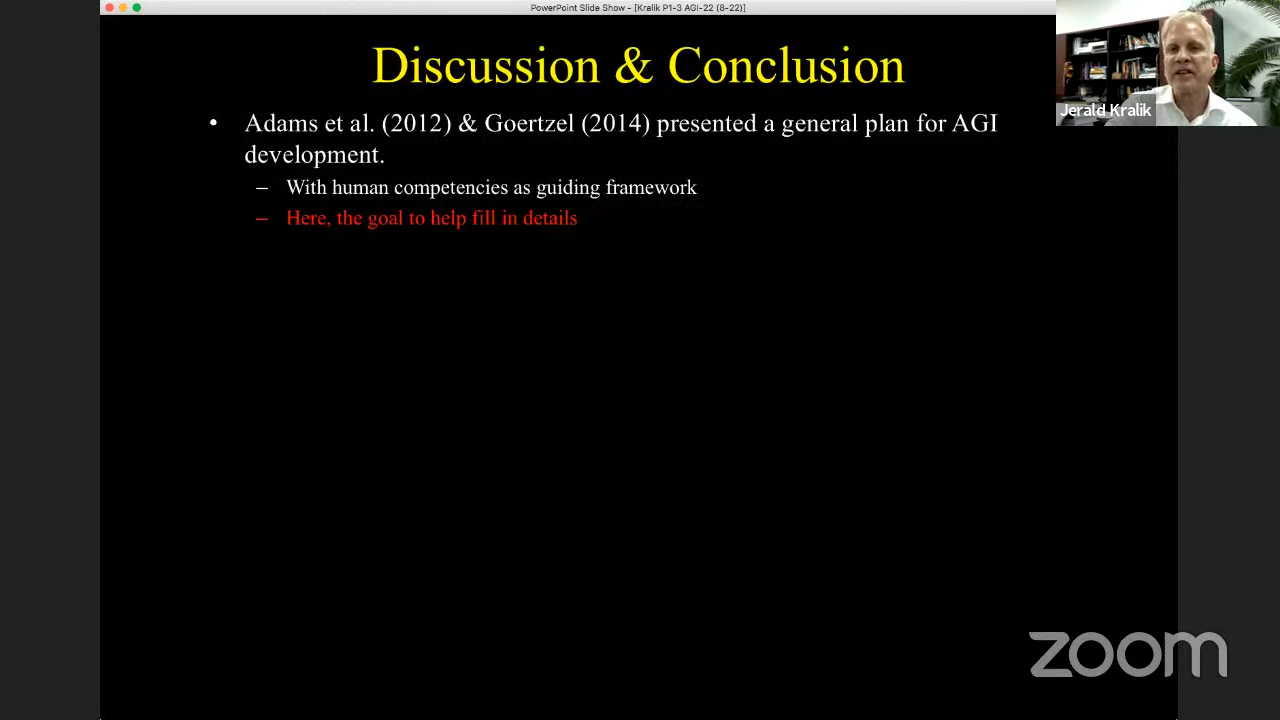 PowerPoint Slide Show - [Kralik P1-3 AGI-22 (8-22)]
Discussion & Conclusion
• Adams et al. (2012) & Goertzel (2014) presented a general plan for AGI
development.
– With human competencies as guiding framework
– Here, the goal to help fill in details
Jerald Kralik
zoom